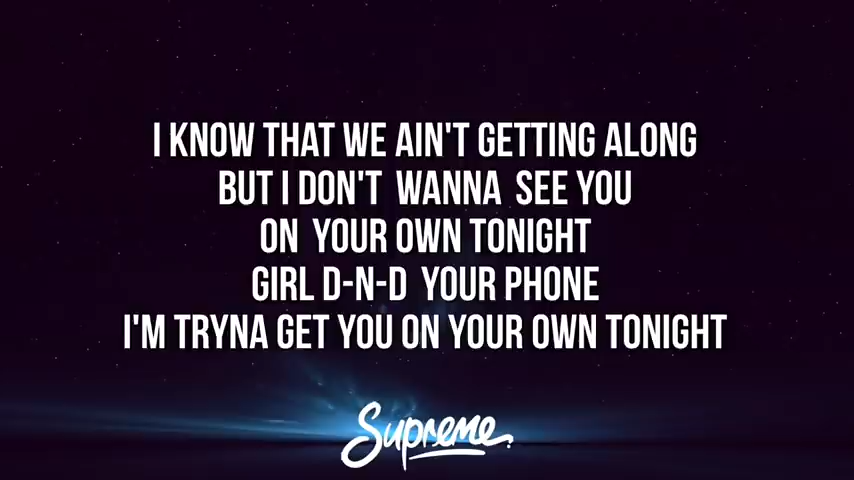 I KNOW THAT WE AIN'T GETTING ALONG
BUT I DON'T WANNA SEE YOU
ON YOUR OWN TONIGHT
GIRL D-N-D YOUR PHONE
I'M TRYNA GET YOU ON YOUR OWN TONIGHT
Supreme.